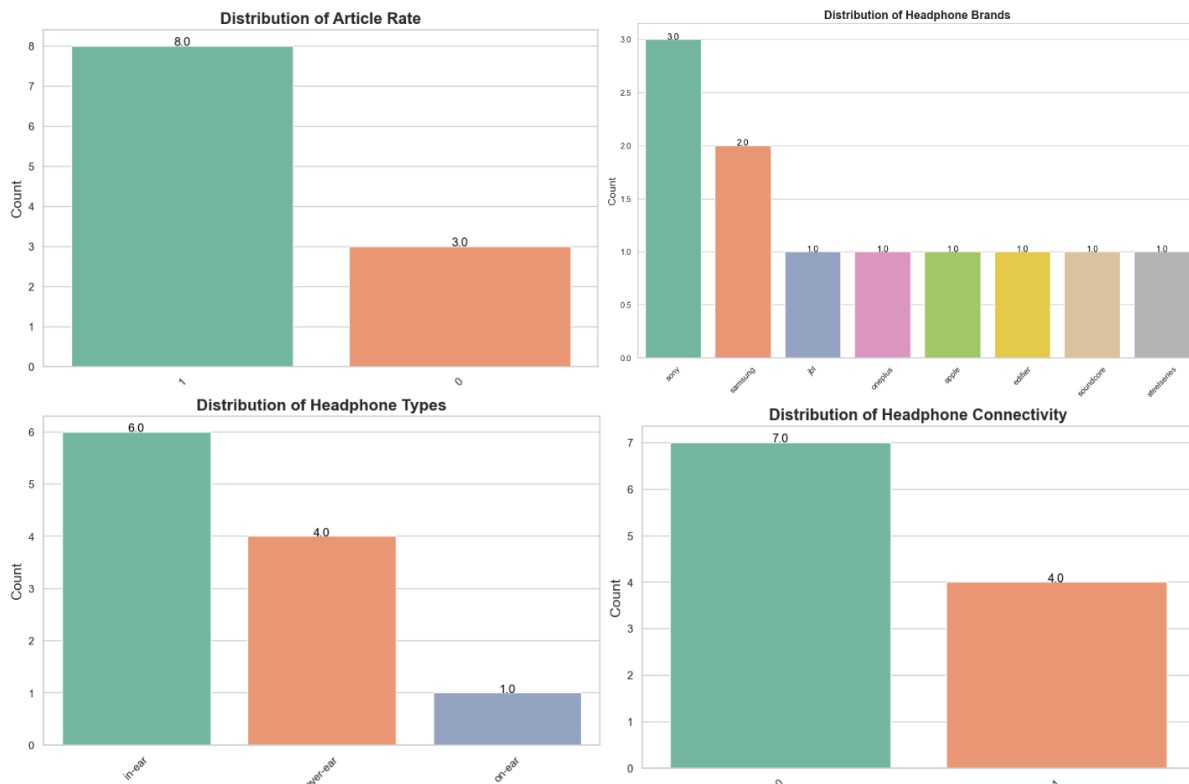 Distribution of Article Rate
8
7
6
5
4
3
2
1
0
Count
8.0
3.0
1
0
Distribution of Headphone Brands
3.0
2.5
2.0
1.5
1.0
0.5
0.0
Count
3.0
2.0
1.0
1.0
1.0
1.0
1.0
1.0
sony
samsung
jbl
oneplus
apple
edifier
soundcore
steelseries
Distribution of Headphone Types
6
5
4
3
2
1
0
Count
6.0
4.0
1.0
in-ear
ver-ear
on-ear
Distribution of Headphone Connectivity
7
6
5
4
3
2
1
0
Count
7.0
4.0